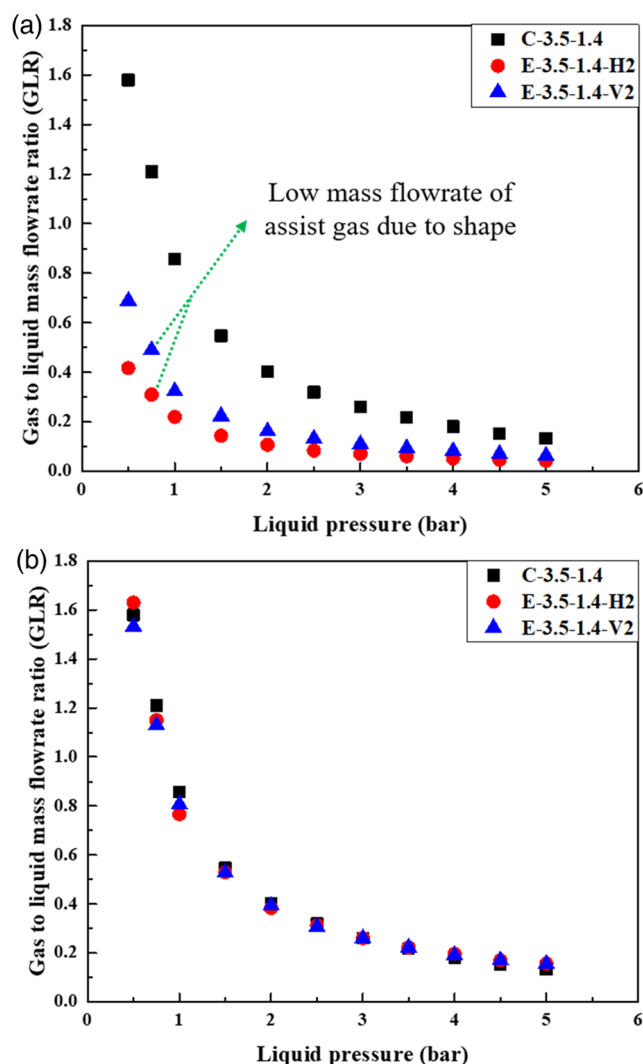 (a)
1.8
1.6
1.4
1.2
1.0
0.8
0.6
0.4
0.2
0.0
Gas to liquid mass flowrate ratio (GLR)
C-3.5-1.4
E-3.5-1.4-H2
E-3.5-1.4-V2
Low mass flowrate of
assist gas due to shape
0 1 2 3 4 5 6
Liquid pressure (bar)
(b)
1.8
1.6
1.4
1.2
1.0
0.8
0.6
0.4
0.2
0.0
Gas to liquid mass flowrate ratio (GLR)
C-3.5-1.4
E-3.5-1.4-H2
E-3.5-1.4-V2
0 1 2 3 4 5 6
Liquid pressure (bar)